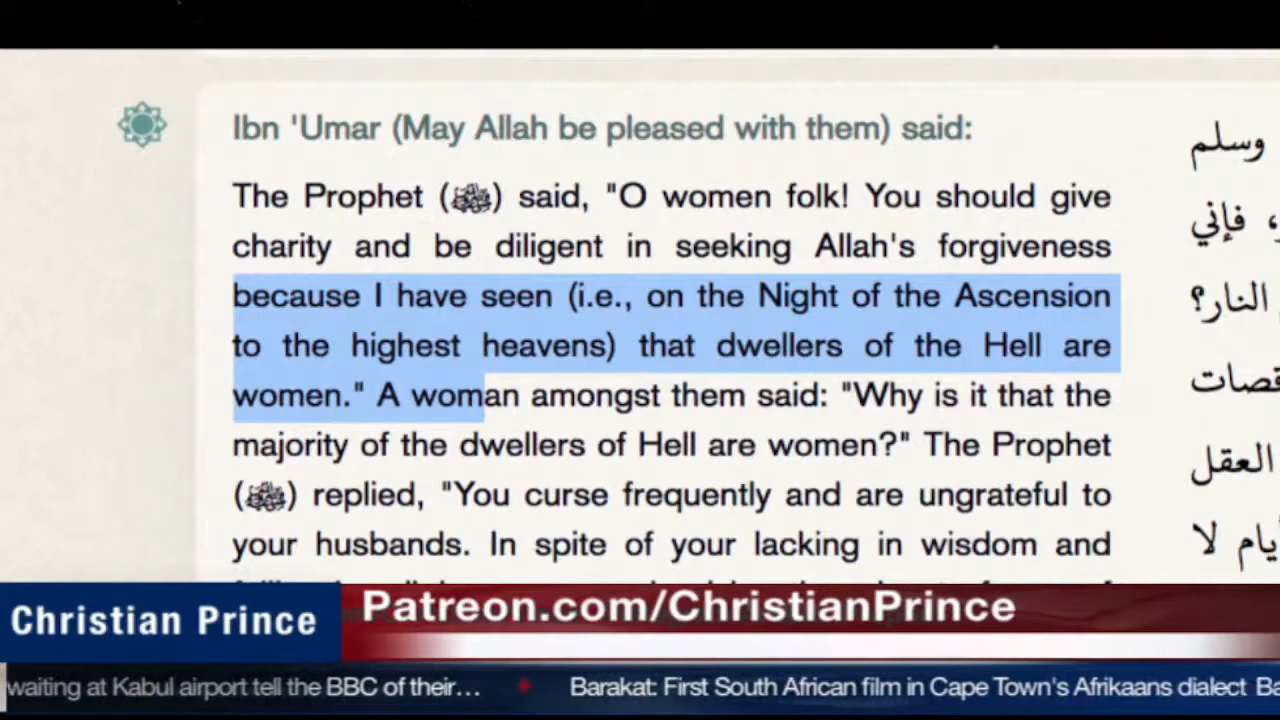 Ibn 'Umar (May Allah be pleased with them) said:
The Prophet (ﷺ) said, "O women folk! You should give
charity and be diligent in seeking Allah's forgiveness
because I have seen (i.e., on the Night of the Ascension
to the highest heavens) that dwellers of the Hell are
women." A woman amongst them said: "Why is it that the
majority of the dwellers of Hell are women?" The Prophet
(ﷺ) replied, "You curse frequently and are ungrateful to
your husbands. In spite of your lacking in wisdom and
وسلم
، فإني
النار؟
قصات
العقل
أيام لا
Christian Prince
Patreon.com/ChristianPrince
waiting at Kabul airport tell the BBC of their...
Barakat: First South African film in Cape Town's Afrikaans dialect Ba